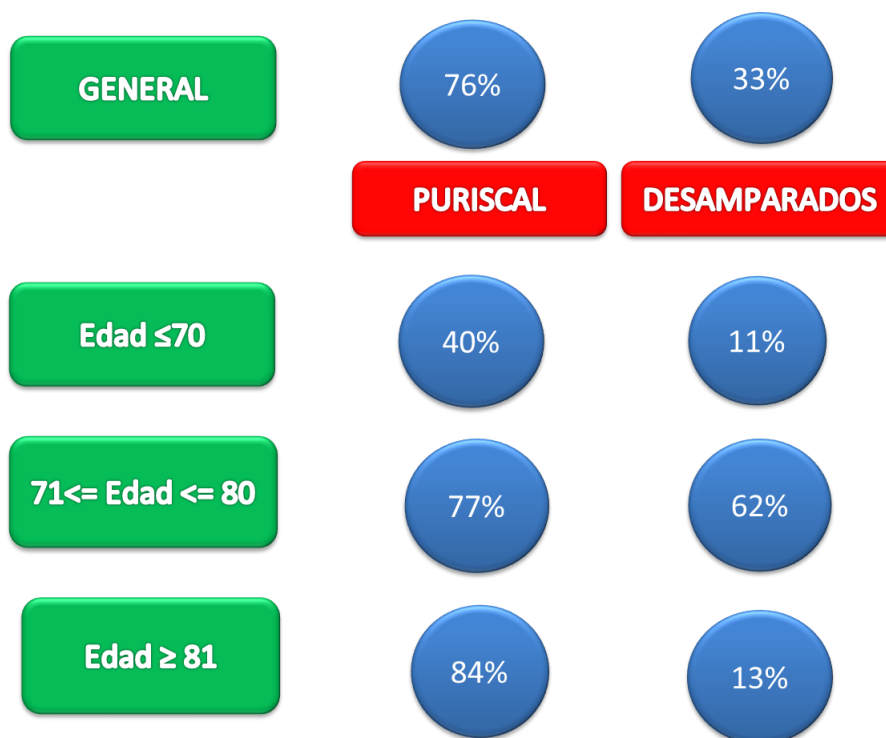 GENERAL
76%
33%
PURISCAL
DESAMPARADOS
Edad ≤70
40%
11%
71<= Edad <= 80
77%
62%
Edad ≥ 81
84%
13%